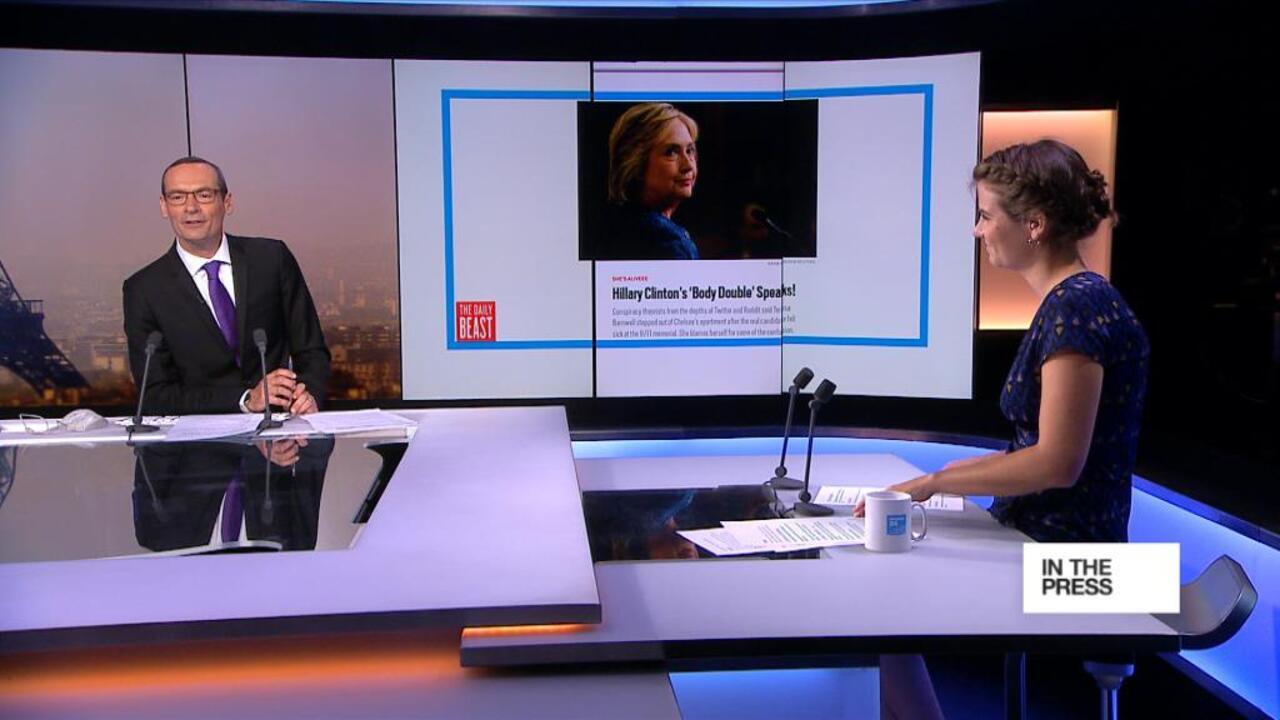 SHE'S ALIVEEE
Hillary Clinton's 'Body Double' Speaks!
Conspiracy theorists from the depths of Twitter and Reddit said
Barnwell stepped out of Chelsea's apartment after the real candidate fell
sick at the 9/11 memorial. She blames herself for some of the confusion.
THE DAILY
BEAST
IN THE
PRESS